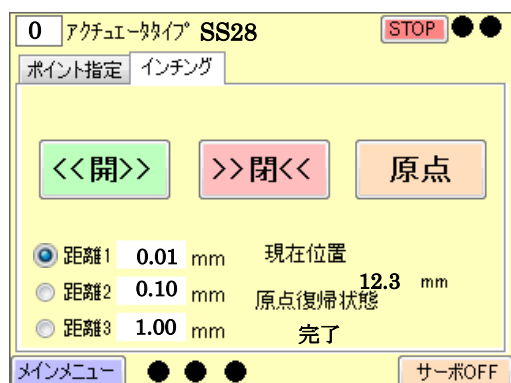 0 ｱｸﾁｭｴｰﾀﾀｲﾌﾟ SS28 STOP
ポイント指定 インチング
<<開>> >>閉<< 原点
距離1 0.01 mm 現在位置
12.3 mm
距離2 0.10 mm 原点復帰状態
距離3 1.00 mm 完了
ﾒｲﾝﾒﾆｭｰ サーボOFF